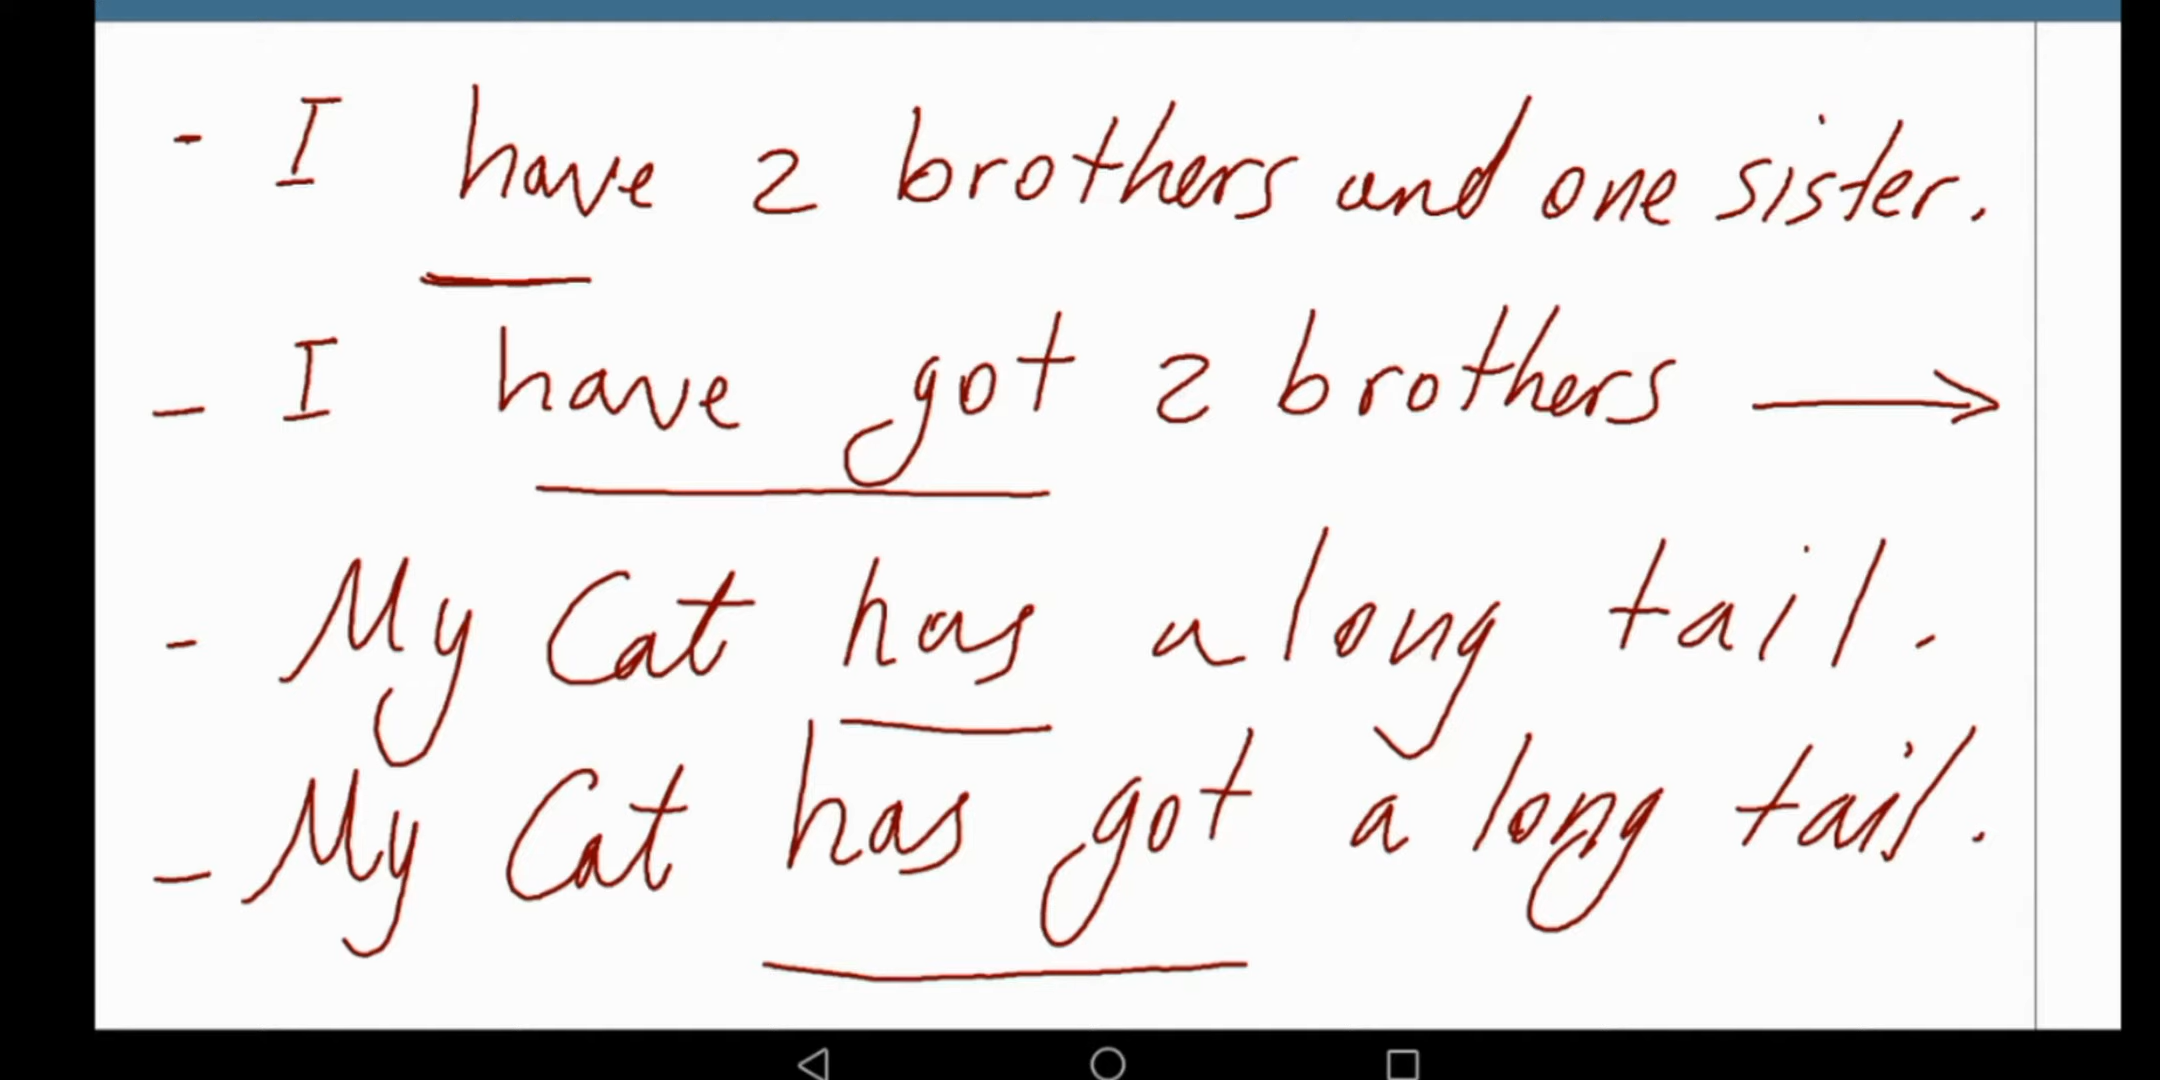 - I have 2 brothers and one sister.
- I have got 2 brothers →
- My Cat has a long tail.
- My Cat has got a long tail.